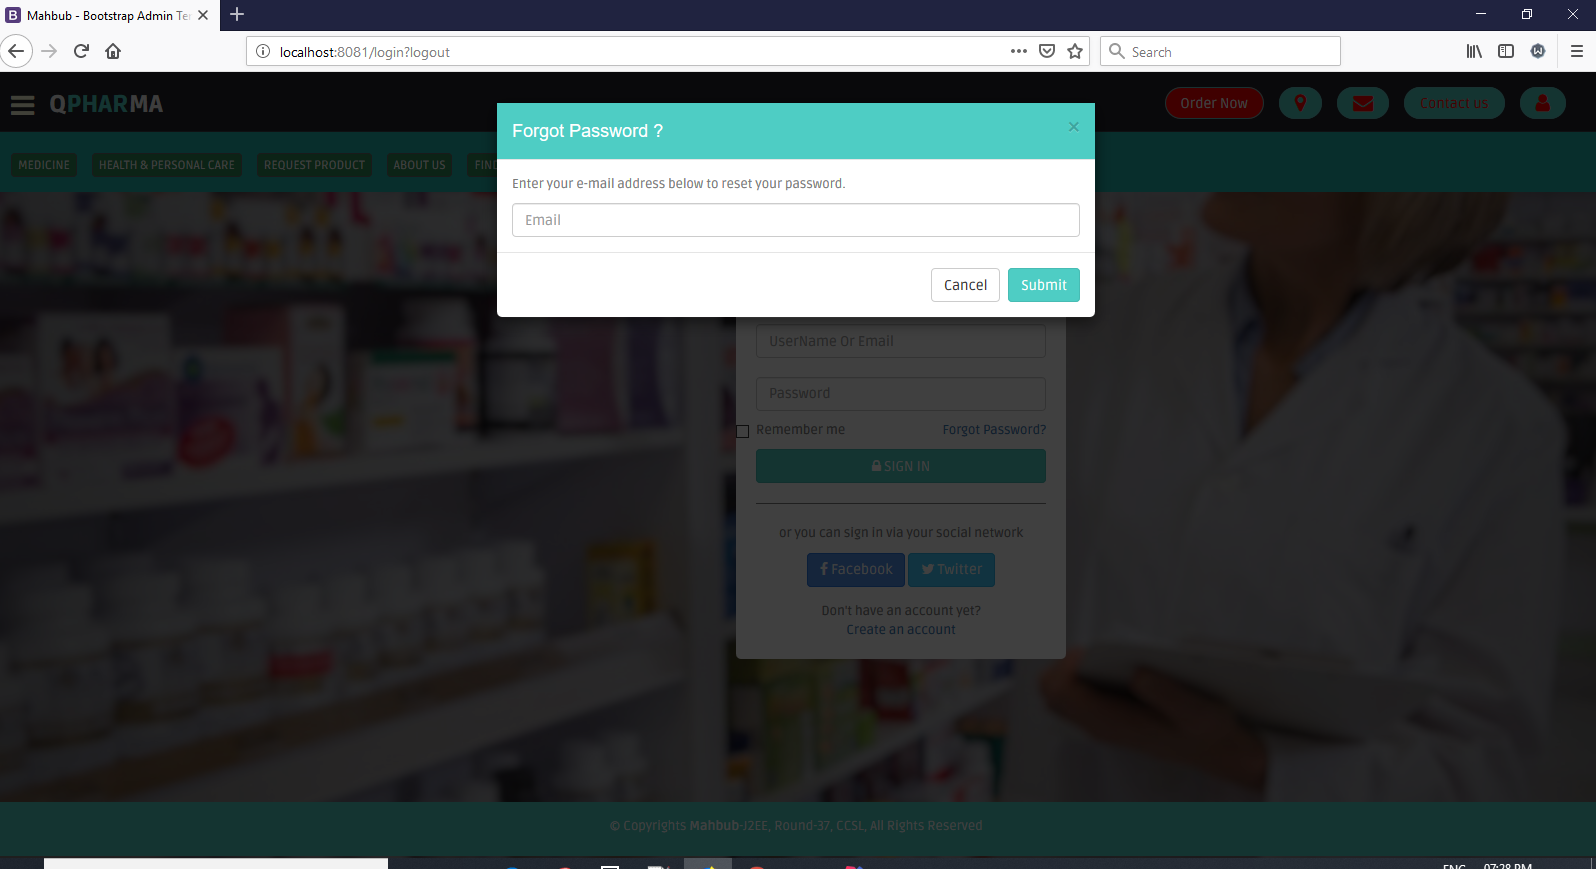 Mahbub - Bootstrap Admin Ter
localhost:8081/login?logout
Search
QPHARMA
Order Now
Contact us
MEDICINE
HEALTH & PERSONAL CARE
REQUEST PRODUCT
ABOUT US
FIND
Forgot Password ?
×
Enter your e-mail address below to reset your password.
Email
Cancel
Submit
UserName Or Email
Password
Remember me
Forgot Password?
SIGN IN
or you can sign in via your social network
Facebook
Twitter
Don't have an account yet?
Create an account
© Copyrights Mahbub-J2EE, Round-37, CCSL, All Rights Reserved
ENG
07:28 PM